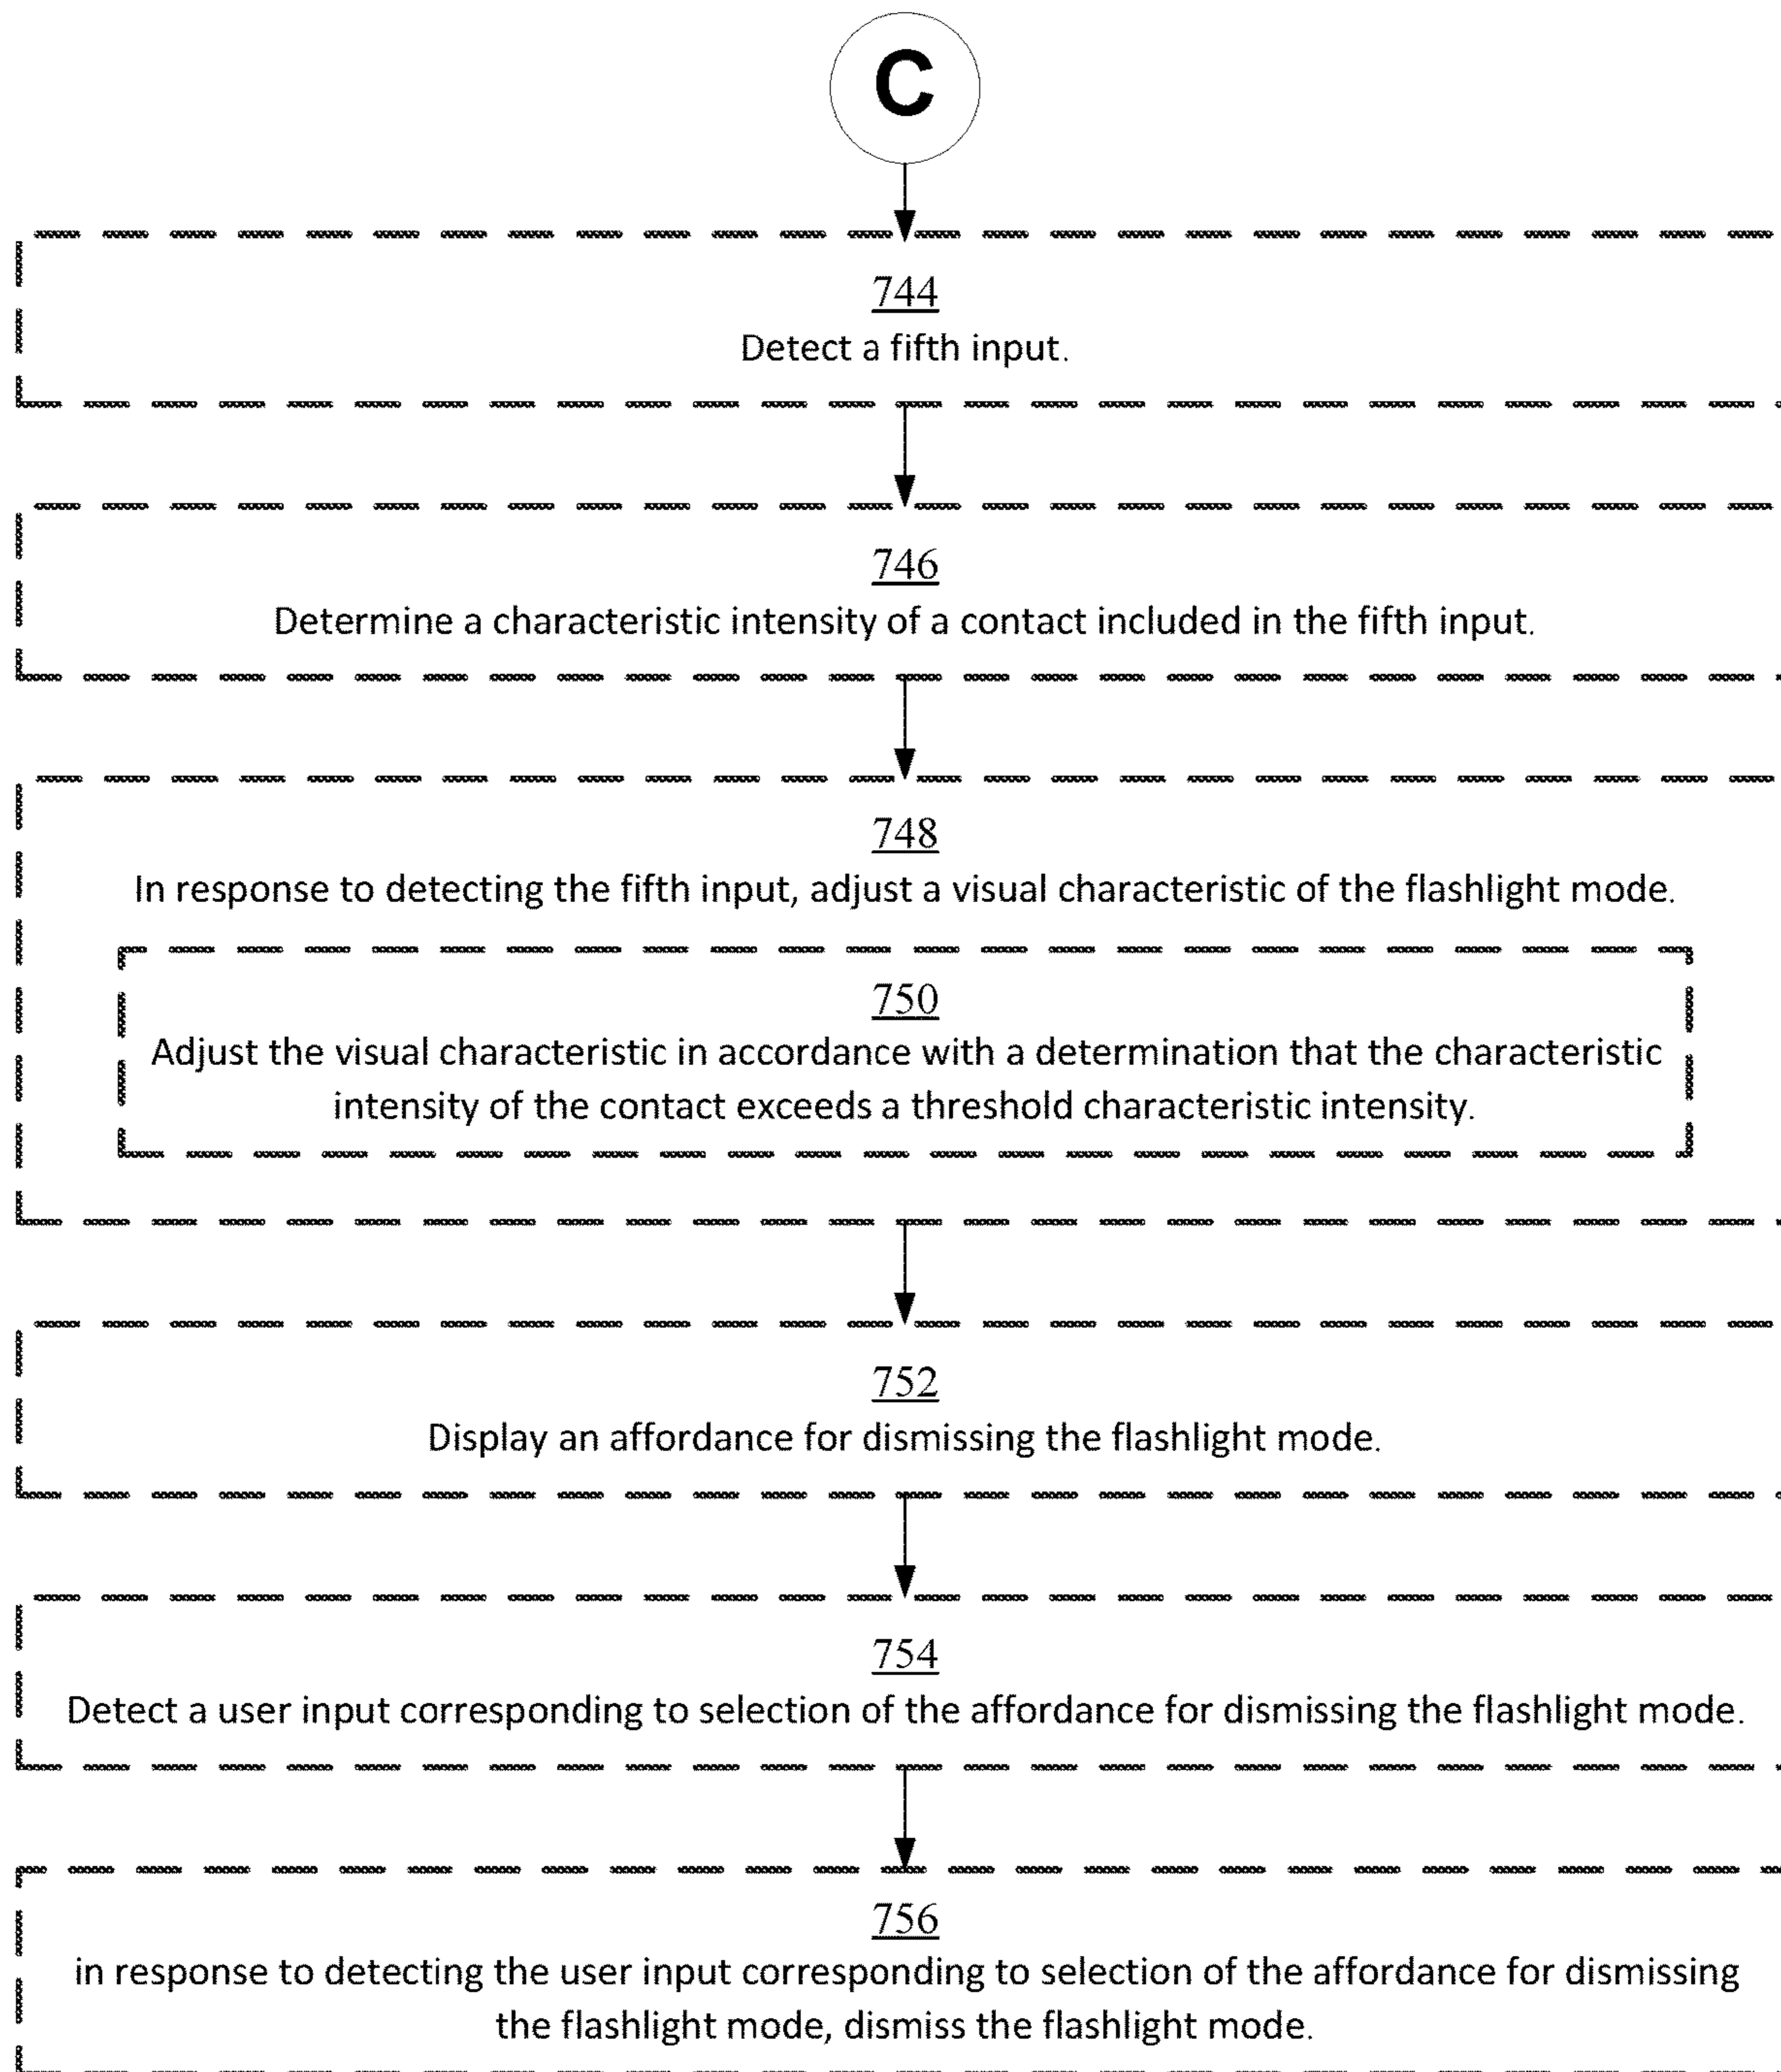 C
744
Detect a fifth input.
746
Determine a characteristic intensity of a contact included in the fifth input.
748
In response to detecting the fifth input, adjust a visual characteristic of the flashlight mode.
750
Adjust the visual characteristic in accordance with a determination that the characteristic
intensity of the contact exceeds a threshold characteristic intensity.
752
Display an affordance for dismissing the flashlight mode.
754
Detect a user input corresponding to selection of the affordance for dismissing the flashlight mode.
756
in response to detecting the user input corresponding to selection of the affordance for dismissing
the flashlight mode, dismiss the flashlight mode.